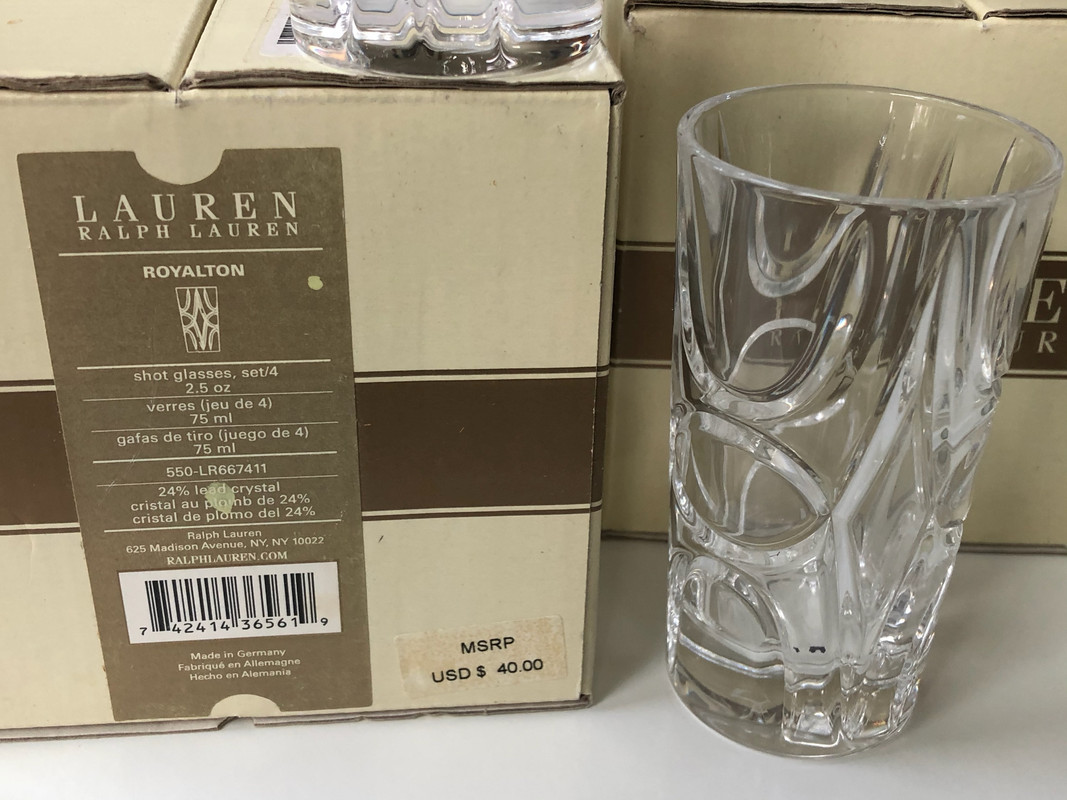 LAUREN
RALPH LAUREN
ROYALTON
shot glasses, set/4
2.5 oz
verres (jeu de 4)
75 ml
gafas de tiro (juego de 4)
75 ml
550-LR667411
24% lead crystal
cristal au plomb de 24%
cristal de plomo del 24%
Ralph Lauren
625 Madison Avenue, NY, NY 10022
RALPHLAUREN.COM
7 42414 36561 9
Made in Germany
Fabriqué en Allemagne
Hecho en Alemania
MSRP
USD $ 40.00
E
UR